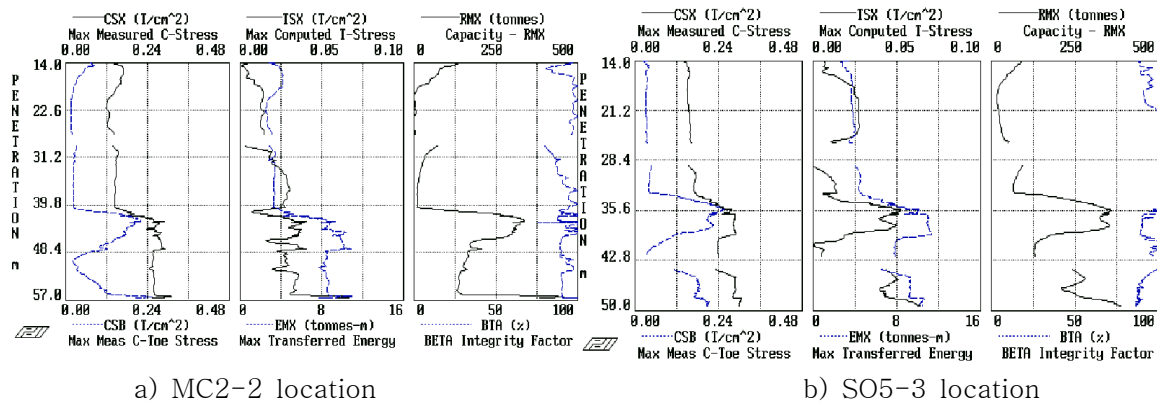 CSX (T/cm^2) ISX (T/cm^2) RMX (tonnes)
Max Measured C-Stress Max Computed T-Stress Capacity - RMX
0.00 0.24 0.48 0.00 0.05 0.10 0 250 500
14.0
22.6
31.2
39.8
48.4
57.0
PENETRATION m
PENETRATION m
0.00 0.24 0.48 0 8 16 0 50 100
CSB (T/cm^2) EMX (tonnes-m) BTA (%)
Max Meas C-Toe Stress Max Transferred Energy BETA Integrity Factor
PDI
a) MC2-2 location
CSX (T/cm^2) ISX (T/cm^2) RMX (tonnes)
Max Measured C-Stress Max Computed T-Stress Capacity - RMX
0.00 0.24 0.48 0.00 0.05 0.10 0 250 500
14.0
21.2
28.4
35.6
42.8
50.0
0.00 0.24 0.48 0 8 16 0 50 100
CSB (T/cm^2) EMX (tonnes-m) BTA (%)
Max Meas C-Toe Stress Max Transferred Energy BETA Integrity Factor
PDI
b) SO5-3 location